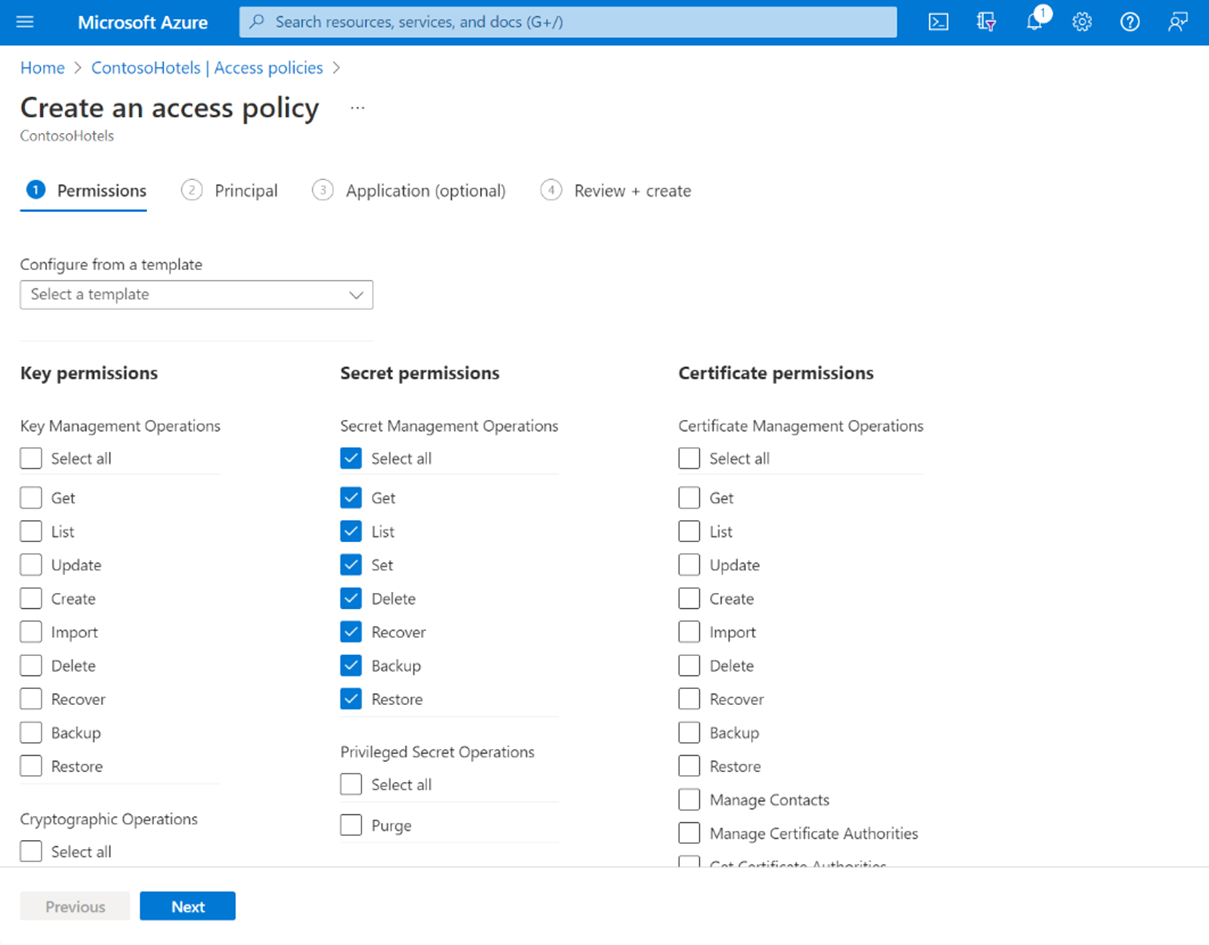 Microsoft Azure
Search resources, services, and docs (G+/)
1
Home > ContosoHotels | Access policies >
Create an access policy ...
ContosoHotels
1 Permissions
2 Principal
3 Application (optional)
4 Review + create
Configure from a template
Select a template
Key permissions
Key Management Operations
Select all
Get
List
Update
Create
Import
Delete
Recover
Backup
Restore
Cryptographic Operations
Select all
Secret permissions
Secret Management Operations
Select all
Get
List
Set
Delete
Recover
Backup
Restore
Privileged Secret Operations
Select all
Purge
Certificate permissions
Certificate Management Operations
Select all
Get
List
Update
Create
Import
Delete
Recover
Backup
Restore
Manage Contacts
Manage Certificate Authorities
Get Certificate Authorities
Previous
Next